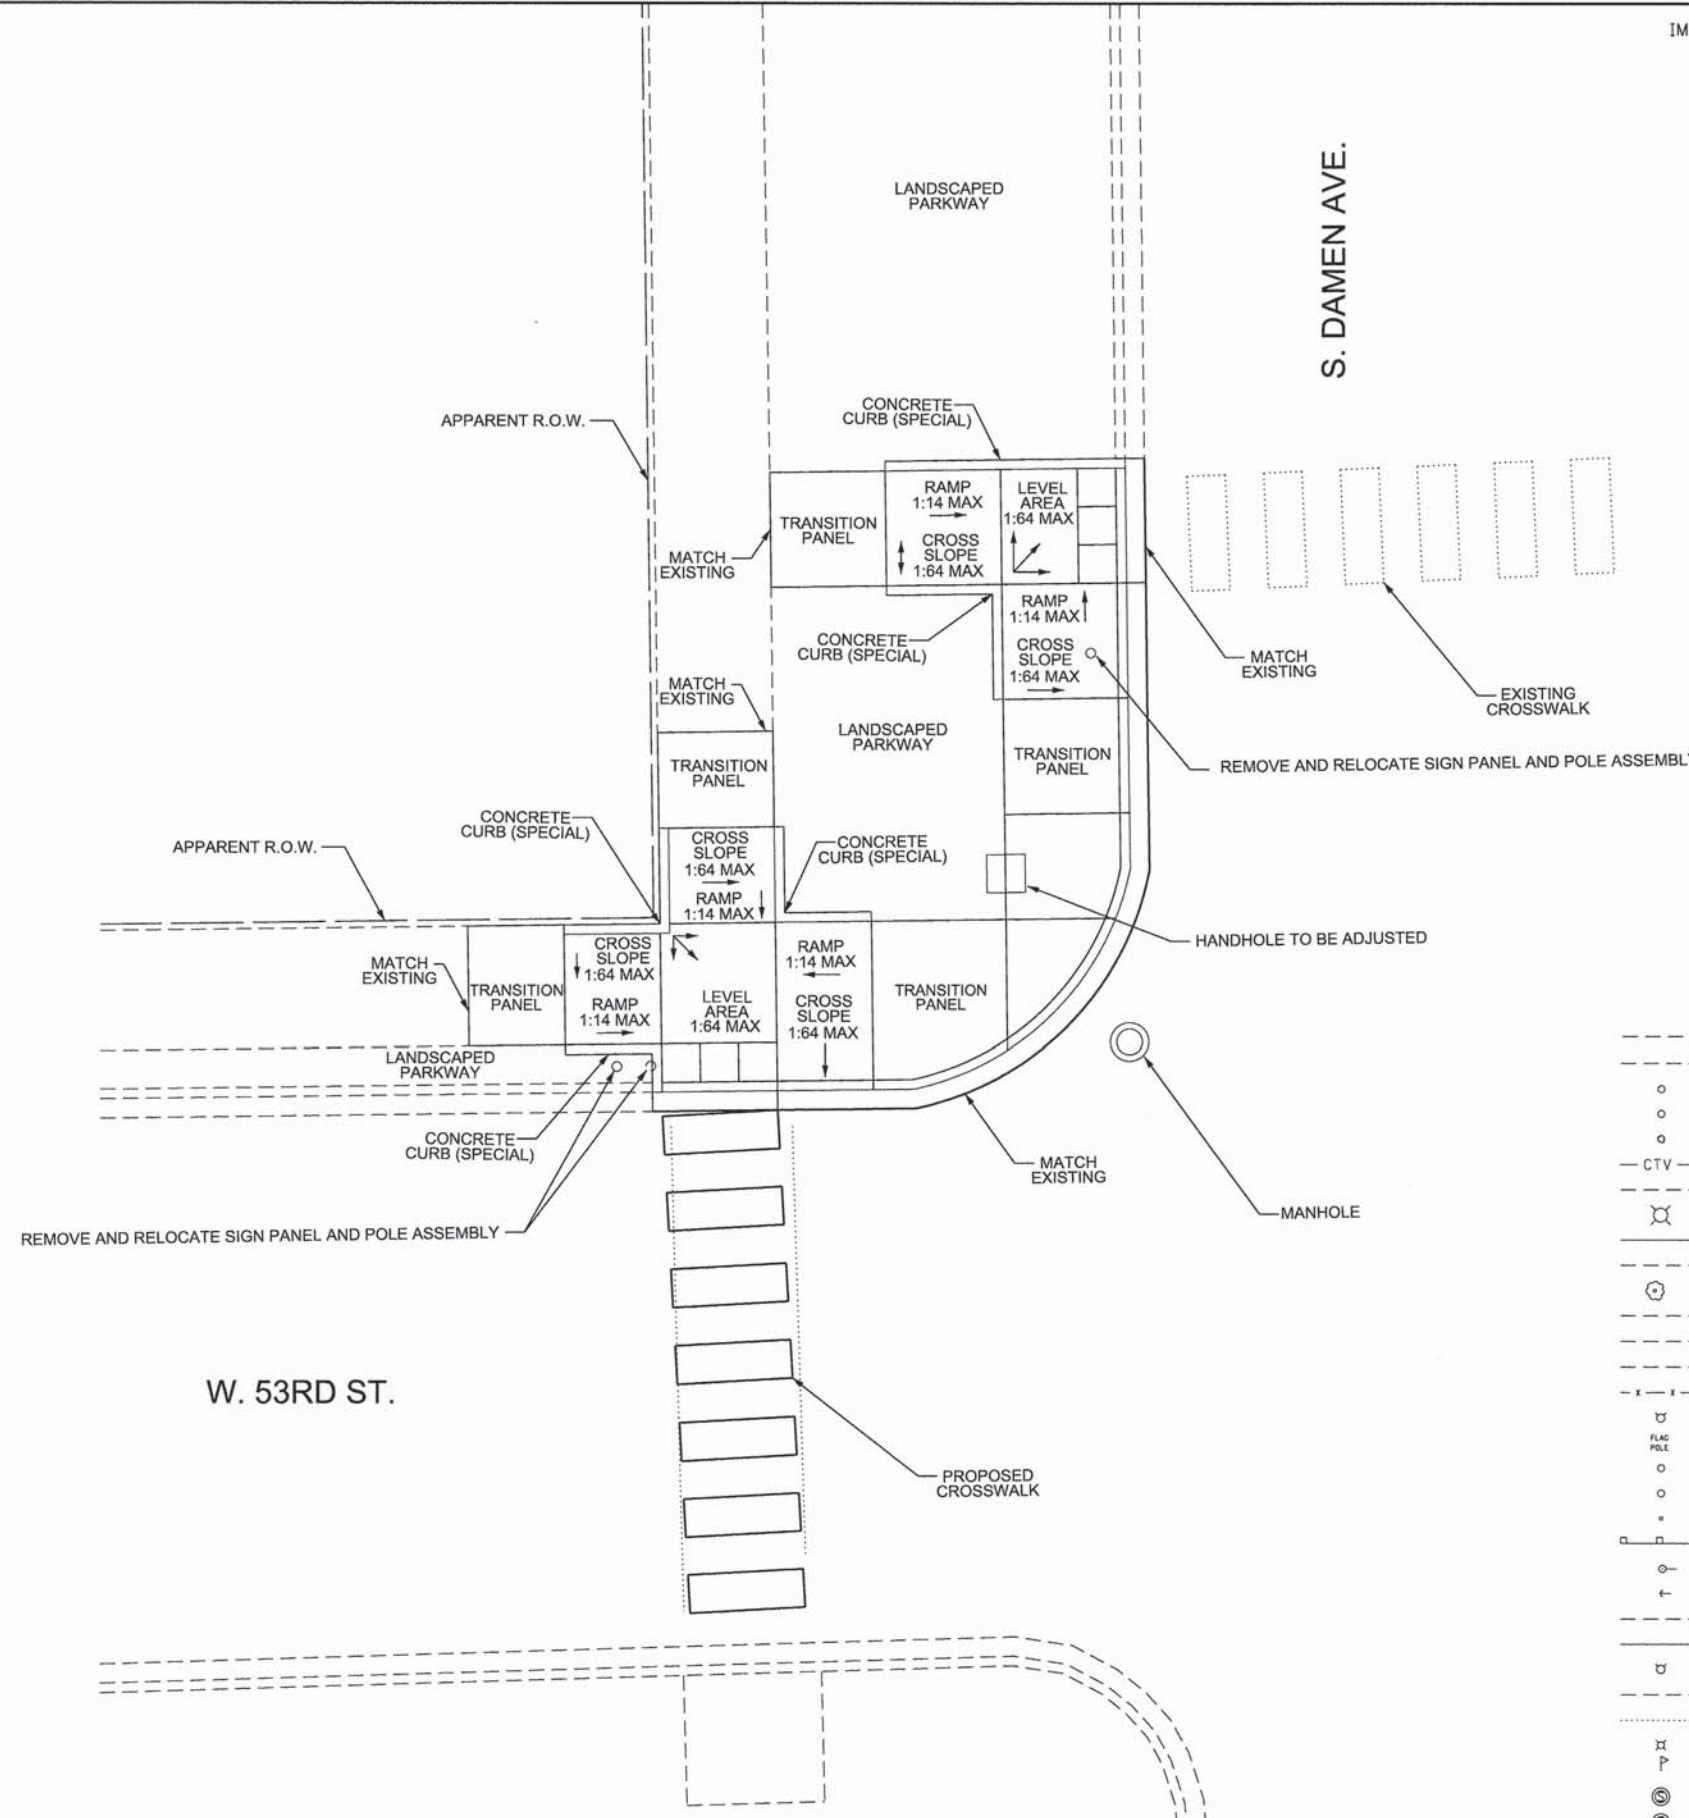 IM
LANDSCAPED
PARKWAY
S. DAMEN AVE.
CONCRETE
CURB (SPECIAL)
APPARENT R.O.W.
RAMP
1:14 MAX
LEVEL
AREA
1:64 MAX
TRANSITION
PANEL
CROSS
SLOPE
1:64 MAX
MATCH
EXISTING
RAMP
1:14 MAX
CONCRETE
CURB (SPECIAL)
CROSS
SLOPE
1:64 MAX
MATCH
EXISTING
MATCH
EXISTING
EXISTING
CROSSWALK
LANDSCAPED
PARKWAY
TRANSITION
PANEL
TRANSITION
PANEL
REMOVE AND RELOCATE SIGN PANEL AND POLE ASSEMBLY
CONCRETE
CURB (SPECIAL)
APPARENT R.O.W.
CROSS
SLOPE
1:64 MAX
CONCRETE
CURB (SPECIAL)
RAMP
1:14 MAX
HANDHOLE TO BE ADJUSTED
MATCH
EXISTING
CROSS
SLOPE
1:64 MAX
RAMP
1:14 MAX
TRANSITION
PANEL
RAMP
1:14 MAX
LEVEL
AREA
1:64 MAX
CROSS
SLOPE
1:64 MAX
TRANSITION
PANEL
LANDSCAPED
PARKWAY
CONCRETE
CURB (SPECIAL)
MATCH
EXISTING
CTV
MANHOLE
REMOVE AND RELOCATE SIGN PANEL AND POLE ASSEMBLY
W. 53RD ST.
x x
FLAG
POLE
PROPOSED
CROSSWALK
S